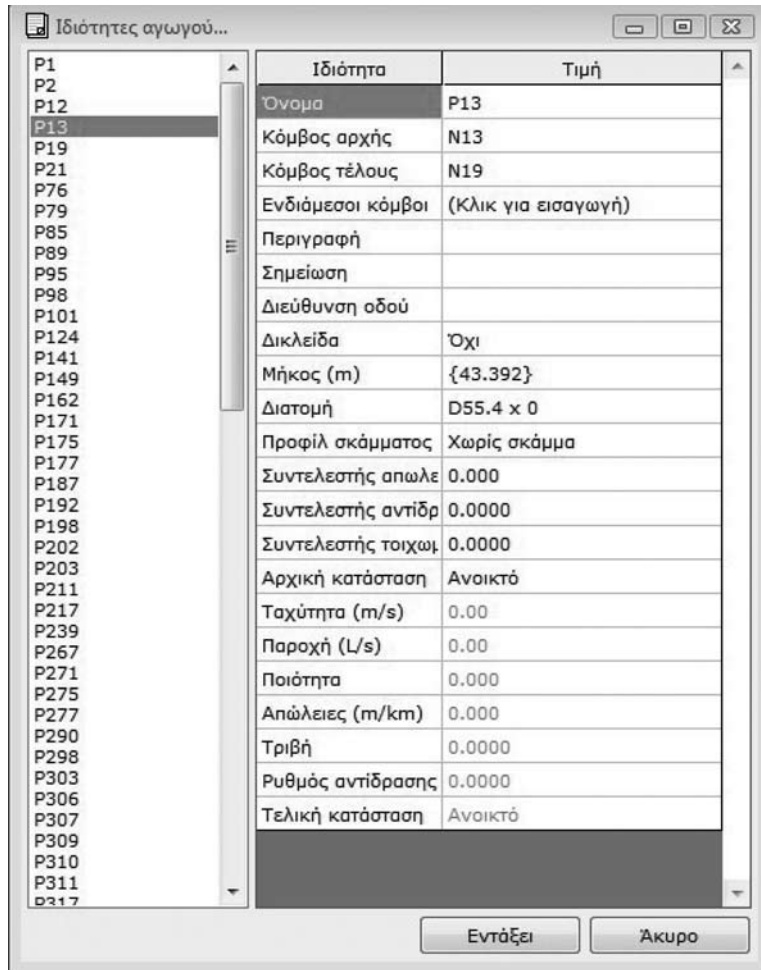 Ιδιότητες αγωγού...
P1
P2
P12
P13
P19
P21
P76
P79
P85
P89
P95
P98
P101
P124
P141
P149
P162
P171
P175
P177
P187
P192
P198
P202
P203
P211
P217
P239
P267
P271
P275
P277
P290
P298
P303
P306
P307
P309
P310
P311
P317
Ιδιότητα Τιμή
Όνομα P13
Κόμβος αρχής N13
Κόμβος τέλους N19
Ενδιάμεσοι κόμβοι (Κλικ για εισαγωγή)
Περιγραφή
Σημείωση
Διεύθυνση οδού
Δικλείδα Όχι
Μήκος (m) {43.392}
Διατομή D55.4 x 0
Προφίλ σκάμματος Χωρίς σκάμμα
Συντελεστής απωλε 0.000
Συντελεστής αντίδρ 0.0000
Συντελεστής τοιχωμ 0.0000
Αρχική κατάσταση Ανοικτό
Ταχύτητα (m/s) 0.00
Παροχή (L/s) 0.00
Ποιότητα 0.000
Απώλειες (m/km) 0.000
Τριβή 0.0000
Ρυθμός αντίδρασης 0.0000
Τελική κατάσταση Ανοικτό
Εντάξει Άκυρο